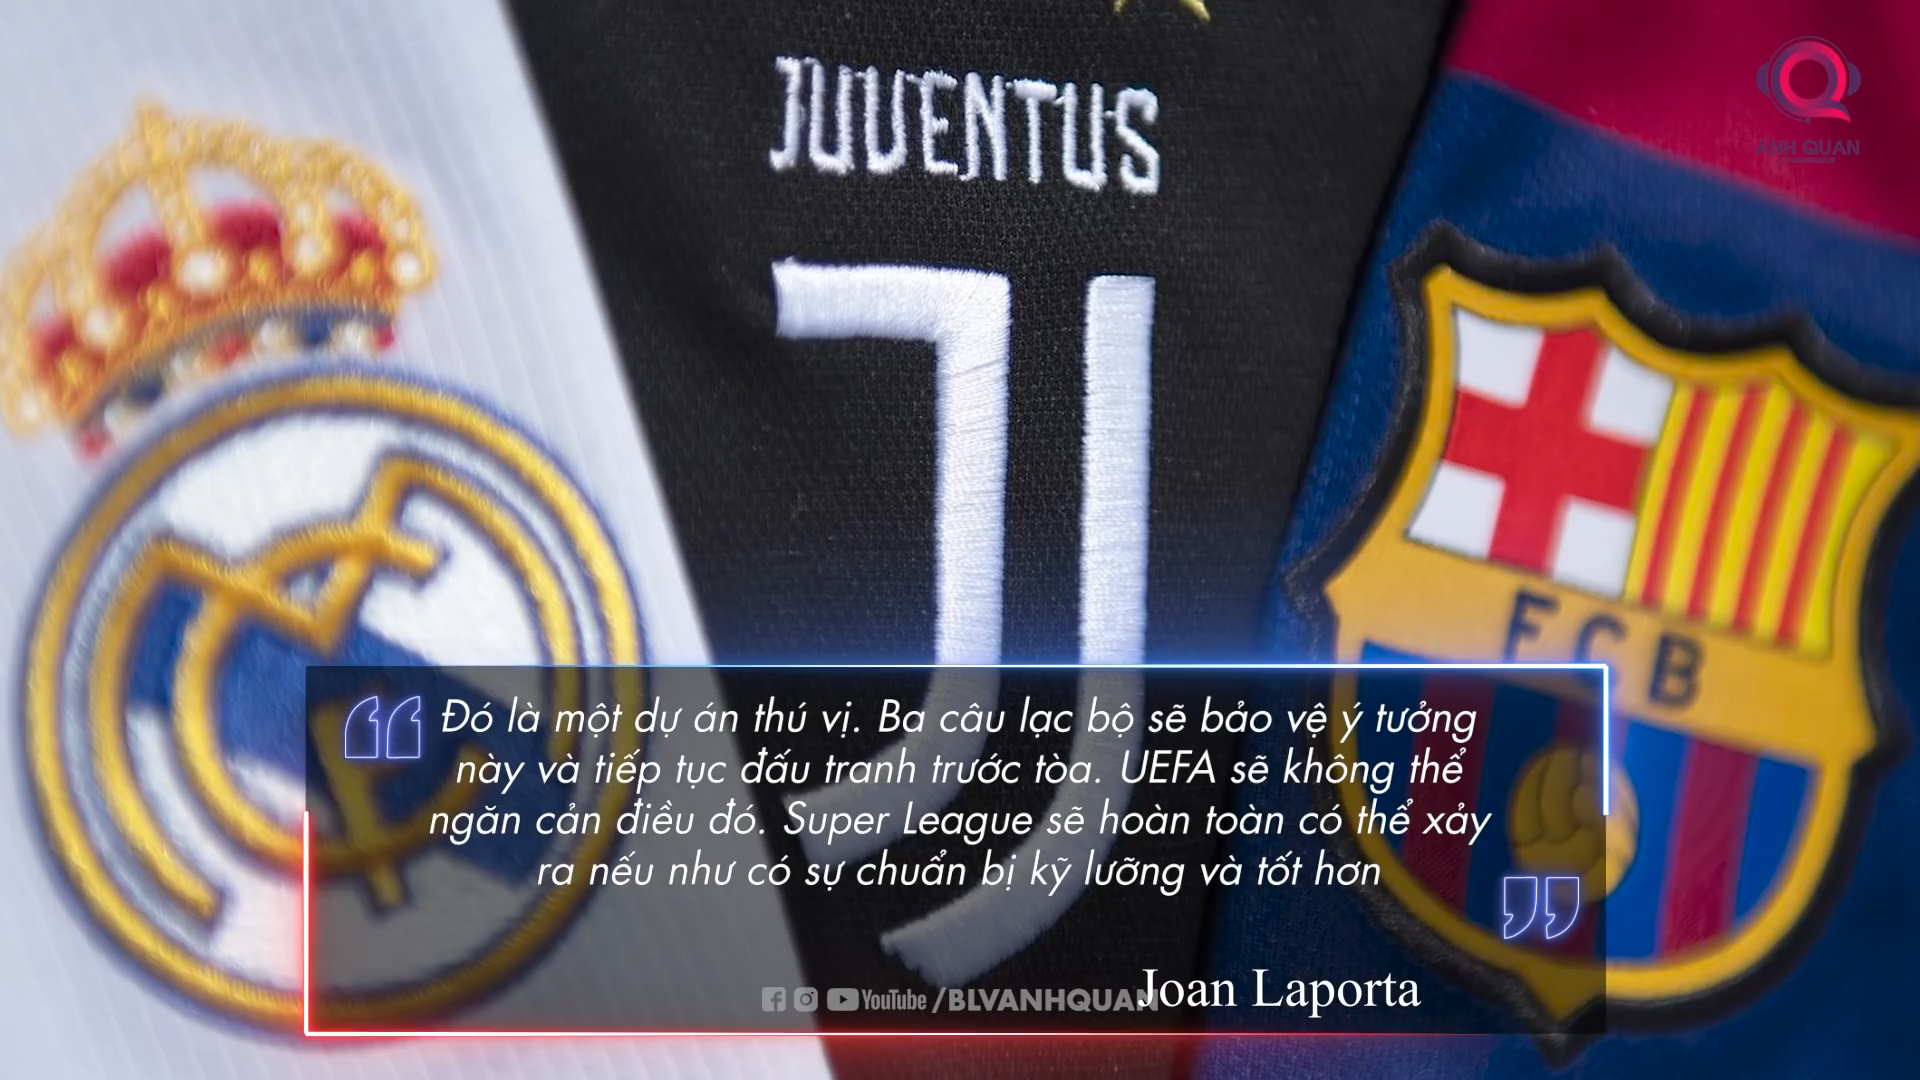 JUVENTUS
ANH QUAN
FCB
Đó là một dự án thú vị. Ba câu lạc bộ sẽ bảo vệ ý tưởng
này và tiếp tục đấu tranh trước tòa. UEFA sẽ không thể
ngăn cản điều đó. Super League sẽ hoàn toàn có thể xảy
ra nếu như có sự chuẩn bị kỹ lưỡng và tốt hơn
Joan Laporta
YouTube /BLVANHQUAN